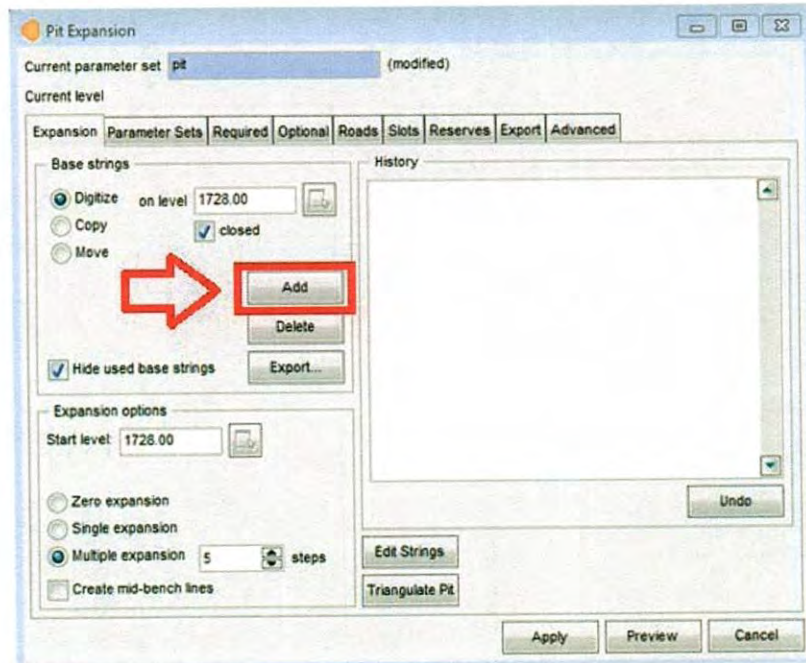 Pit Expansion
Current parameter set pit (modified)
Current level
Expansion Parameter Sets Required Optional Roads Slots Reserves Export Advanced
Base strings
Digitize on level 1728.00
Copy closed
Move
Add
Delete
Hide used base strings Export...
History
Undo
Expansion options
Start level: 1728.00
Zero expansion
Single expansion
Multiple expansion 5 steps
Create mid-bench lines
Edit Strings
Triangulate Pit
Apply Preview Cancel